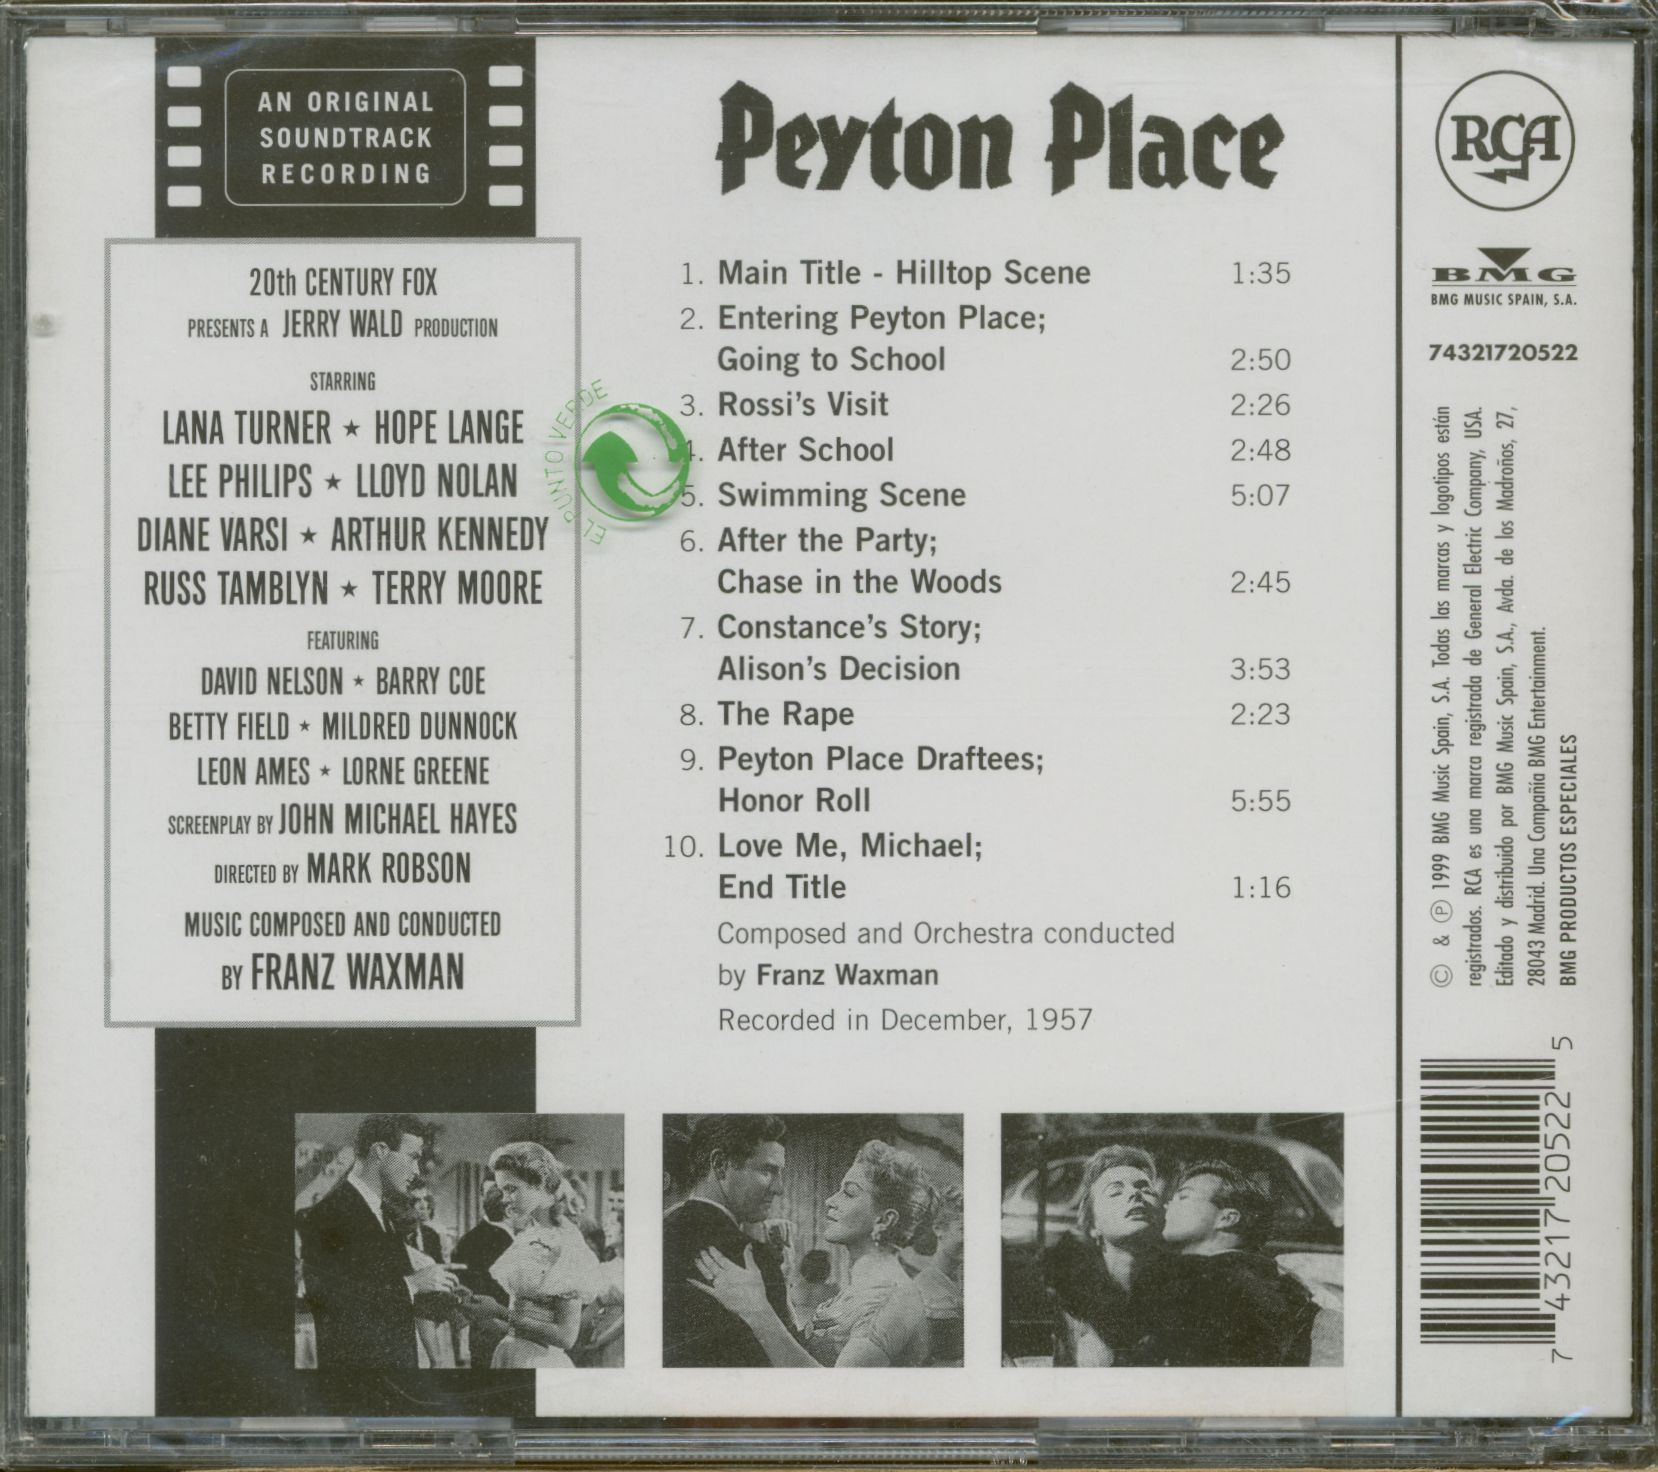 AN ORIGINAL
SOUNDTRACK
RECORDING
20th CENTURY FOX
PRESENTS A JERRY WALD PRODUCTION
STARRING
LANA TURNER ★ HOPE LANGE
LEE PHILIPS ★ LLOYD NOLAN
DIANE VARSI ★ ARTHUR KENNEDY
RUSS TAMBLYN ★ TERRY MOORE
FEATURING
DAVID NELSON ★ BARRY COE
BETTY FIELD ★ MILDRED DUNNOCK
LEON AMES ★ LORNE GREENE
SCREENPLAY BY JOHN MICHAEL HAYES
DIRECTED BY MARK ROBSON
MUSIC COMPOSED AND CONDUCTED
BY FRANZ WAXMAN
EL PUNTO VERDE
Peyton Place
1. Main Title - Hilltop Scene 1:35
2. Entering Peyton Place;
Going to School 2:50
3. Rossi's Visit 2:26
4. After School 2:48
5. Swimming Scene 5:07
6. After the Party;
Chase in the Woods 2:45
7. Constance's Story;
Alison's Decision 3:53
8. The Rape 2:23
9. Peyton Place Draftees;
Honor Roll 5:55
10. Love Me, Michael;
End Title 1:16
Composed and Orchestra conducted
by Franz Waxman
Recorded in December, 1957
RCA
BMG
BMG MUSIC SPAIN, S.A.
74321720522
© & ℗ 1999 BMG Music Spain, S.A. Todas las marcas y logotipos están
registrados. RCA es una marca registrada de General Electric Company, USA.
Editado y distribuido por BMG Music Spain, S.A., Avda. de los Madroños, 27,
28043 Madrid. Una Compañía BMG Entertainment.
BMG PRODUCTOS ESPECIALES
7 43217 20522 5